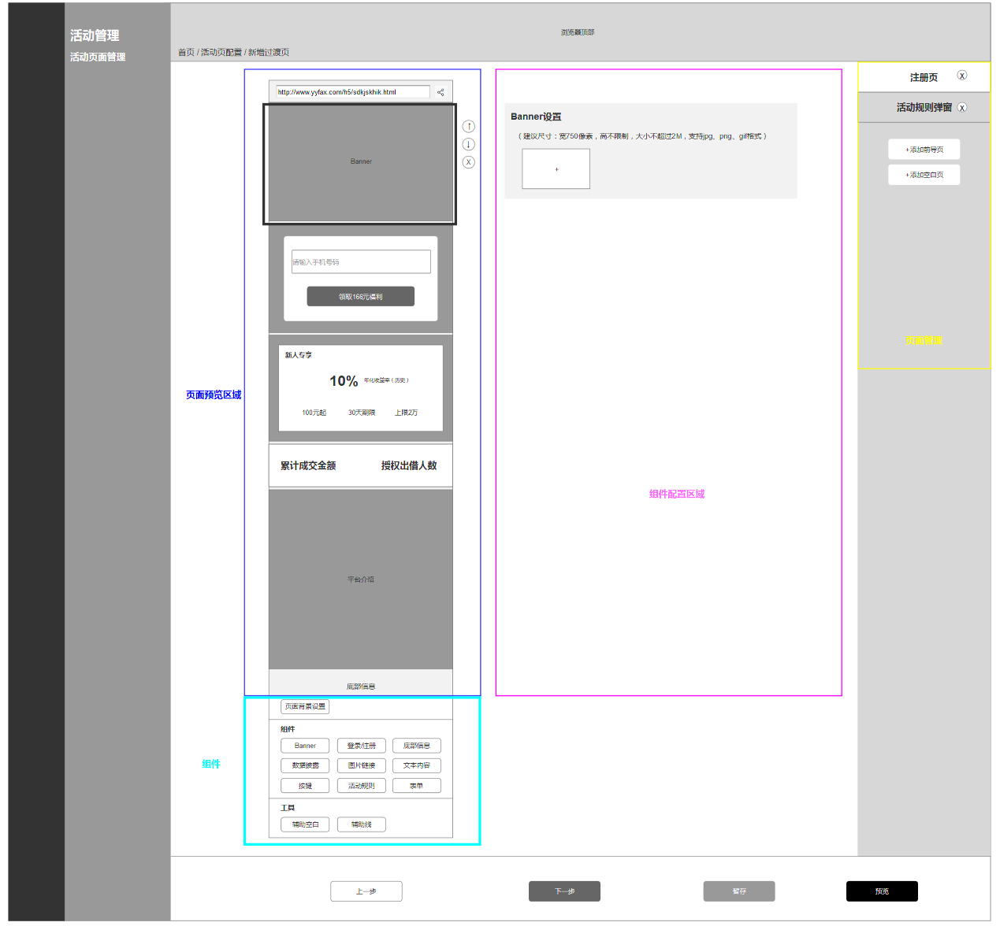 活动管理
活动页面管理
浏览器顶部
首页 / 活动页配置 / 新增过渡页
http://www.yyfax.com/h5/sdkjskhik.html
Banner
↑
↓
X
请输入手机号码
领取166元福利
新人专享
10% 年化收益率（历史）
100元起 30天期限 上限2万
累计成交金额 授权出借人数
平台介绍
底部信息
页面预览区域
页面背景设置
组件
Banner 登录/注册 底部信息
数据披露 图片链接 文本内容
按键 活动规则 表单
工具
辅助空白 辅助线
组件
Banner设置
（建议尺寸：宽750像素，高不限制，大小不超过2M，支持jpg、png、gif格式）
+
组件配置区域
注册页 X
活动规则弹窗 X
+添加前导页
+添加空白页
页面管理
上一步 下一步 暂存 预览